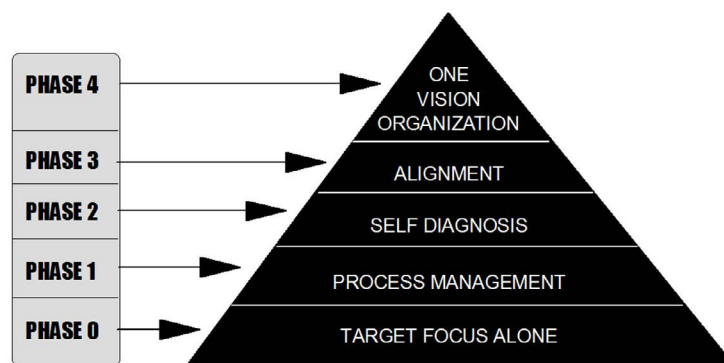 PHASE 4
ONE
VISION
ORGANIZATION
PHASE 3
ALIGNMENT
PHASE 2
SELF DIAGNOSIS
PHASE 1
PROCESS MANAGEMENT
PHASE 0
TARGET FOCUS ALONE